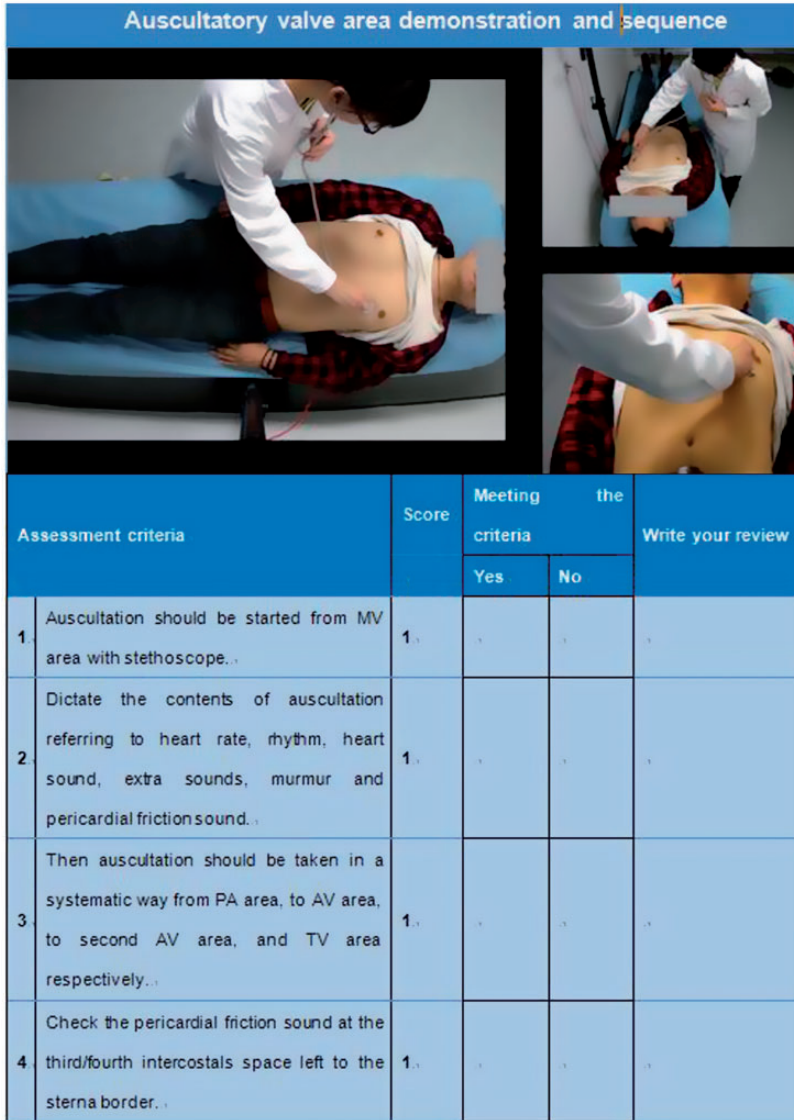 Auscultatory valve area demonstration and sequence
Assessment criteria
Score
Meeting the
criteria
Yes
No
Write your review
1.
Auscultation should be started from MV
area with stethoscope.
1
2.
Dictate the contents of auscultation
referring to heart rate, rhythm, heart
sound, extra sounds, murmur and
pericardial friction sound.
1
3.
Then auscultation should be taken in a
systematic way from PA area, to AV area,
to second AV area, and TV area
respectively.
1
4.
Check the pericardial friction sound at the
third/fourth intercostals space left to the
sterna border.
1